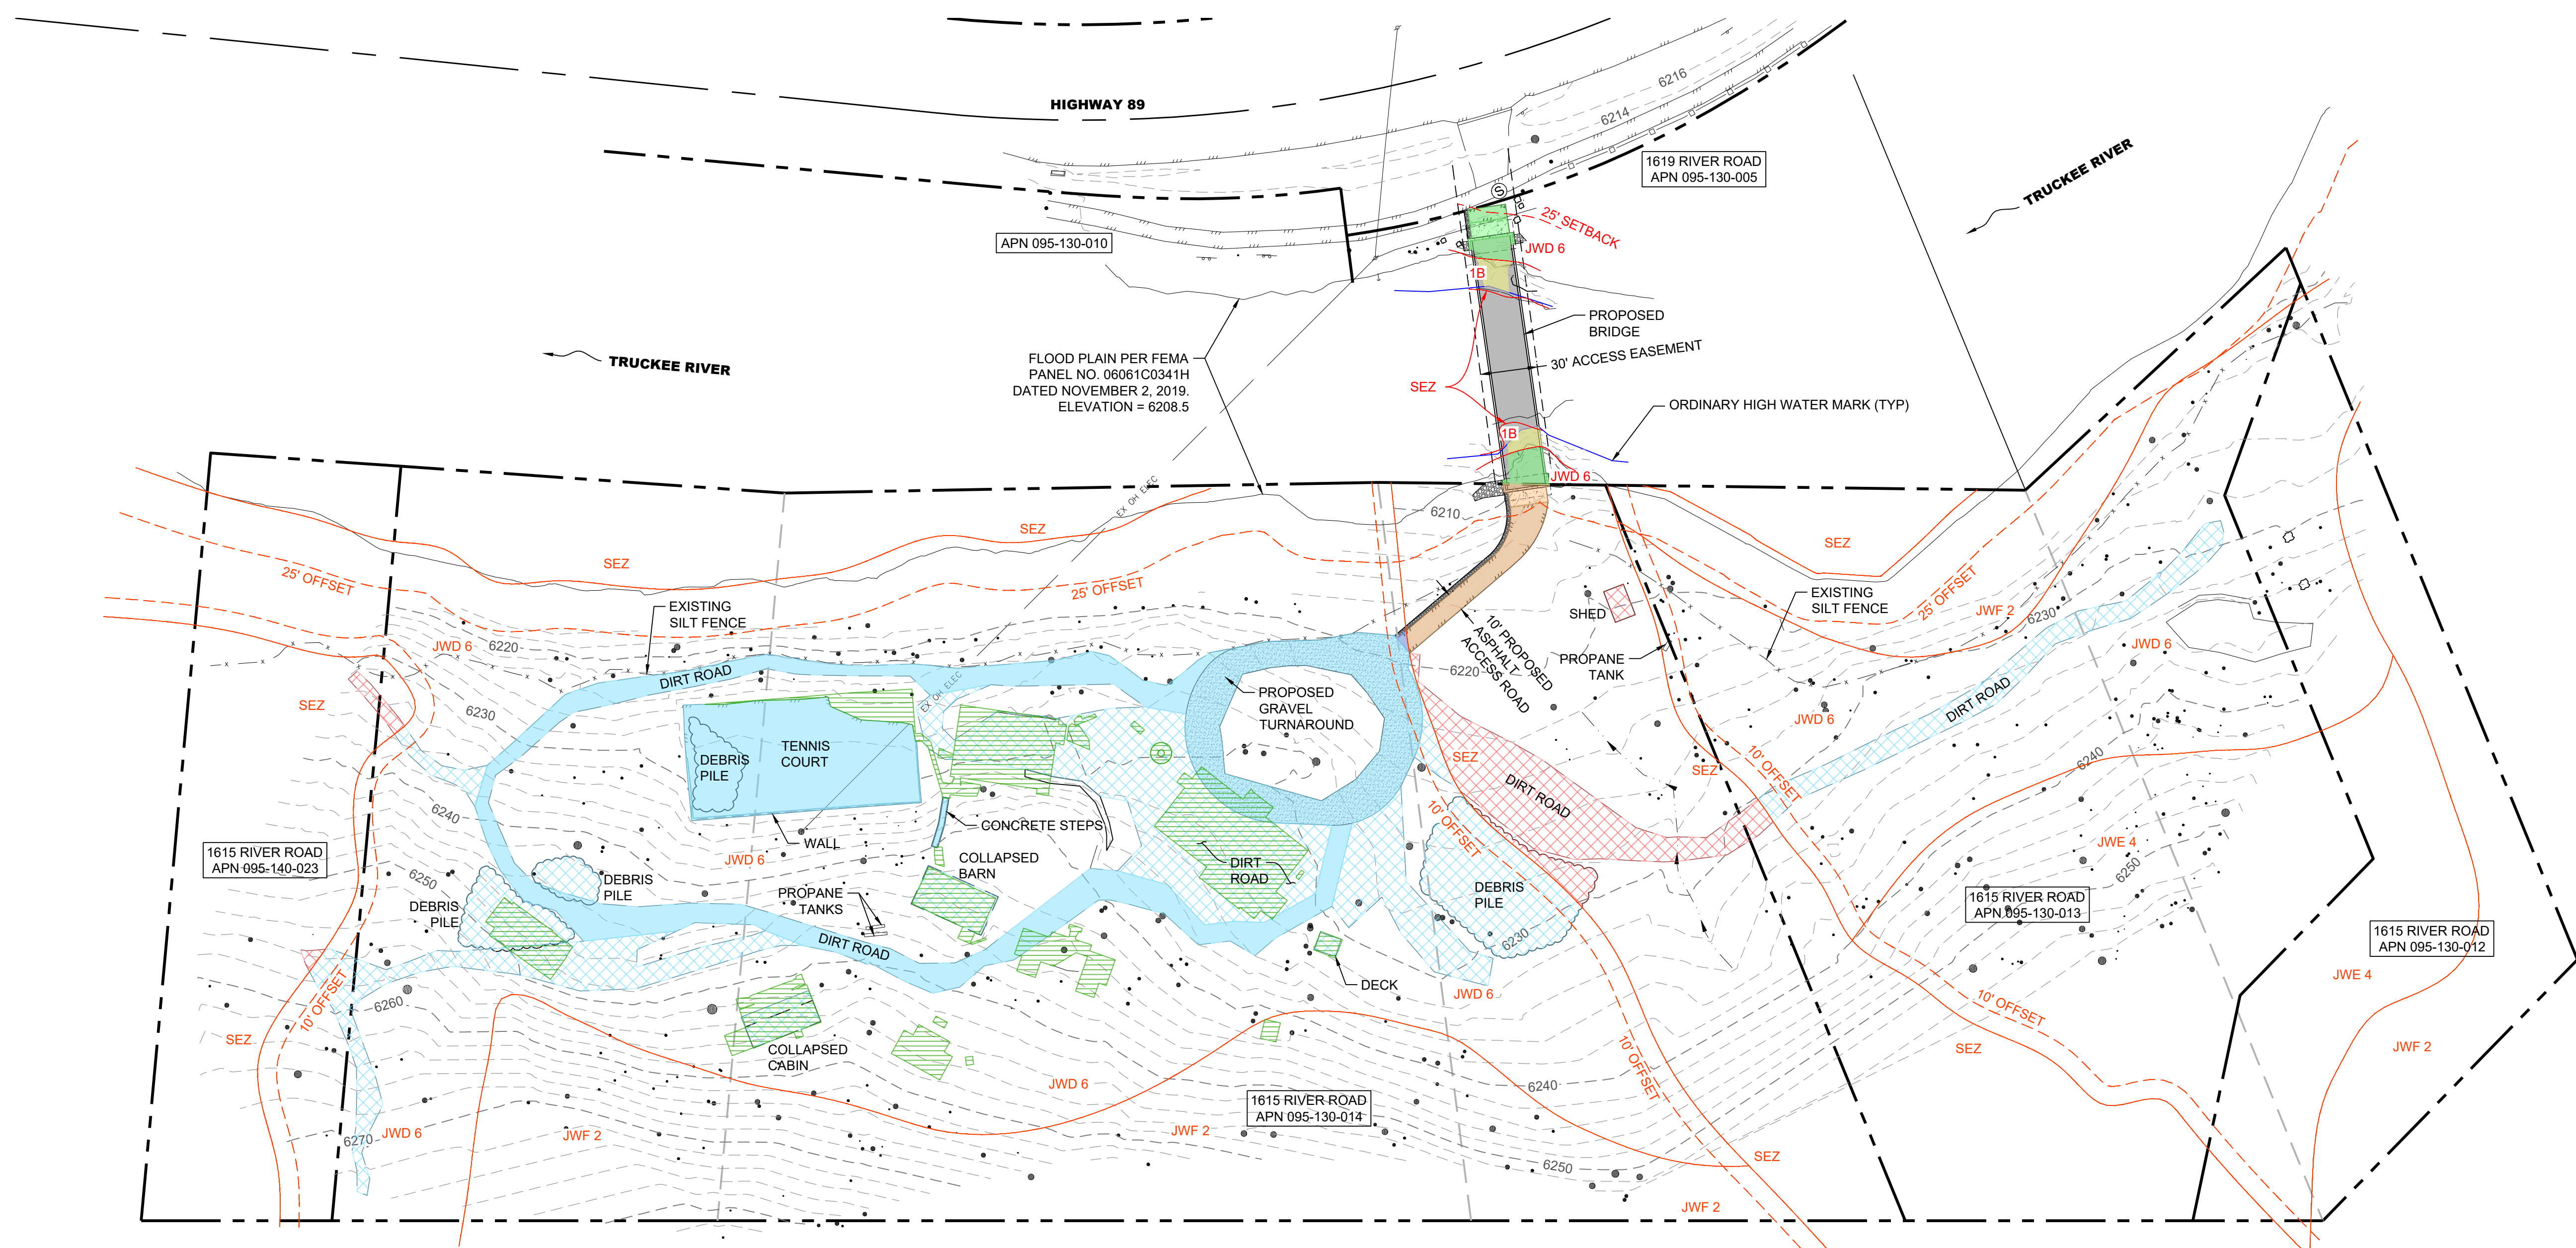 HIGHWAY 89
6216
6214
1619 RIVER ROAD
APN 095-130-005
TRUCKEE RIVER
S
25' SETBACK
APN 095-130-010
JWD 6
1B
PROPOSED
BRIDGE
30' ACCESS EASEMENT
TRUCKEE RIVER
FLOOD PLAIN PER FEMA
PANEL NO. 06061C0341H
DATED NOVEMBER 2, 2019.
ELEVATION = 6208.5
SEZ
ORDINARY HIGH WATER MARK (TYP)
1B
JWD 6
EX OH ELEC
6210
SEZ
SEZ
SEZ
25' OFFSET
25' OFFSET
25' OFFSET
EXISTING
SILT FENCE
EXISTING
SILT FENCE
JWF 2
6230
SHED
10' PROPOSED
ASPHALT
ACCESS ROAD
JWD 6
6220
JWD 6
PROPANE
TANK
6220
DIRT ROAD
EX OH ELEC
PROPOSED
GRAVEL
TURNAROUND
SEZ
6230
JWD 6
DIRT ROAD
TENNIS
COURT
DEBRIS
PILE
SEZ
SEZ
10' OFFSET
6240
DIRT ROAD
6240
10' OFFSET
CONCRETE STEPS
WALL
JWD 6
JWE 4
1615 RIVER ROAD
APN 095-140-023
COLLAPSED
BARN
DIRT
ROAD
6250
6250
DEBRIS
PILE
DEBRIS
PILE
DEBRIS
PILE
PROPANE
TANKS
1615 RIVER ROAD
APN 095-130-013
DIRT ROAD
6230
1615 RIVER ROAD
APN 095-130-012
JWE 4
DECK
JWD 6
10' OFFSET
6260
10' OFFSET
SEZ
COLLAPSED
CABIN
SEZ
JWF 2
10' OFFSET
JWD 6
6240
1615 RIVER ROAD
APN 095-130-014
6270
JWD 6
JWF 2
JWF 2
SEZ
6250
JWF 2